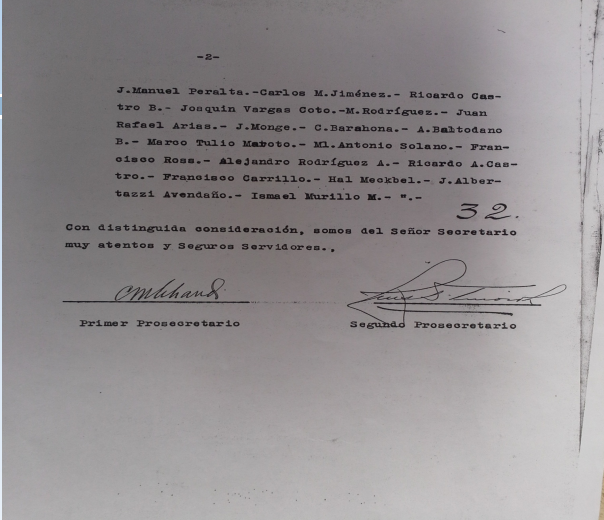 -2-
J.Manuel Peralta.-Carlos M.Jiménez.- Ricardo Cas-
tro B.- Joaquin Vargas Coto.-M.Rodríguez.- Juan
Rafael Arias.- J.Monge.- C.Barahona.- A.Baltodano
B.- Marco Tulio Maroto.- Ml.Antonio Solano.- Fran-
cisco Ross.- Alejandro Rodríguez A.- Ricardo A.Cas-
tro.- Francisco Carrillo.- Hal Meckbel.- J.Alber-
tazzi Avendaño.- Ismael Murillo M.- ".-
32.
Con distinguida consideración, somos del Señor Secretario
muy atentos y Seguros Servidores.,
Primer Prosecretario
Segundo Prosecretario